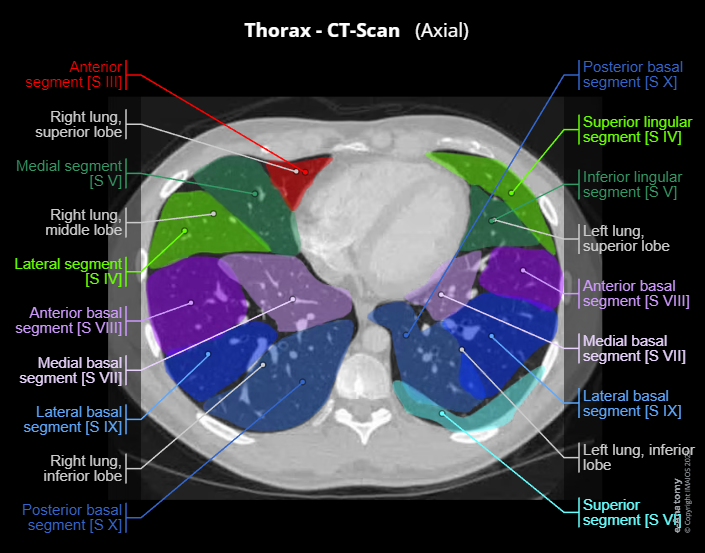 Thorax - CT-Scan (Axial)
Anterior
segment [S III]
Right lung,
superior lobe
Medial segment
[S V]
Right lung,
middle lobe
Lateral segment
[S IV]
Anterior basal
segment [S VIII]
Medial basal
segment [S VII]
Lateral basal
segment [S IX]
Right lung,
inferior lobe
Posterior basal
segment [S X]
Posterior basal
segment [S X]
Superior lingular
segment [S IV]
Inferior lingular
segment [S V]
Left lung,
superior lobe
Anterior basal
segment [S VIII]
Medial basal
segment [S VII]
Lateral basal
segment [S IX]
Left lung, inferior
lobe
Superior
segment [S VI]
e-Anatomy
© Copyright IMAIOS